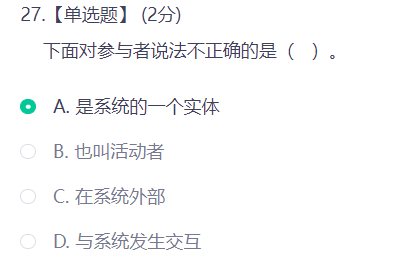 27.【单选题】 (2分)
下面对参与者说法不正确的是（　）。
A. 是系统的一个实体
B. 也叫活动者
C. 在系统外部
D. 与系统发生交互